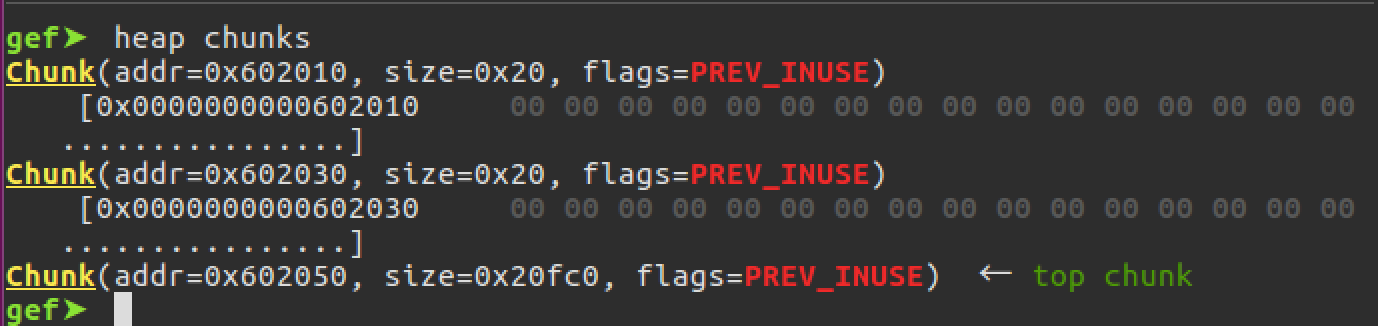 gef➤  heap chunks
Chunk(addr=0x602010, size=0x20, flags=PREV_INUSE)
    [0x0000000000602010     00 00 00 00 00 00 00 00 00 00 00 00 00 00 00 00
   ................]
Chunk(addr=0x602030, size=0x20, flags=PREV_INUSE)
    [0x0000000000602030     00 00 00 00 00 00 00 00 00 00 00 00 00 00 00 00
   ................]
Chunk(addr=0x602050, size=0x20fc0, flags=PREV_INUSE)  ← top chunk
gef➤